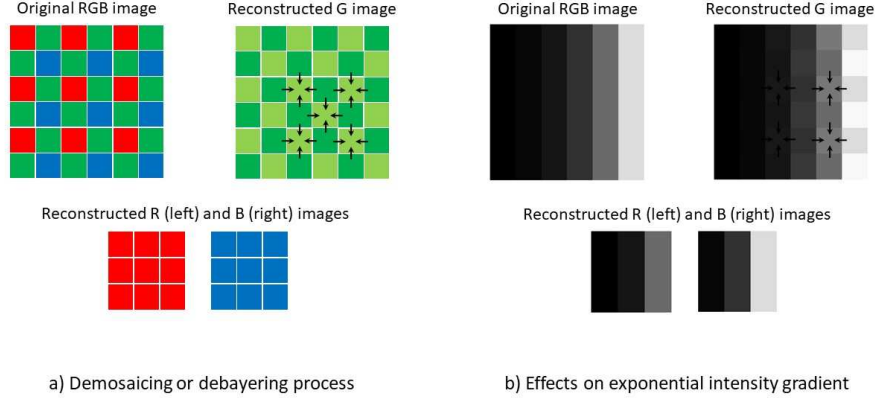 Original RGB image
Reconstructed G image
Reconstructed R (left) and B (right) images
a) Demosaicing or debayering process
Original RGB image
Reconstructed G image
Reconstructed R (left) and B (right) images
b) Effects on exponential intensity gradient